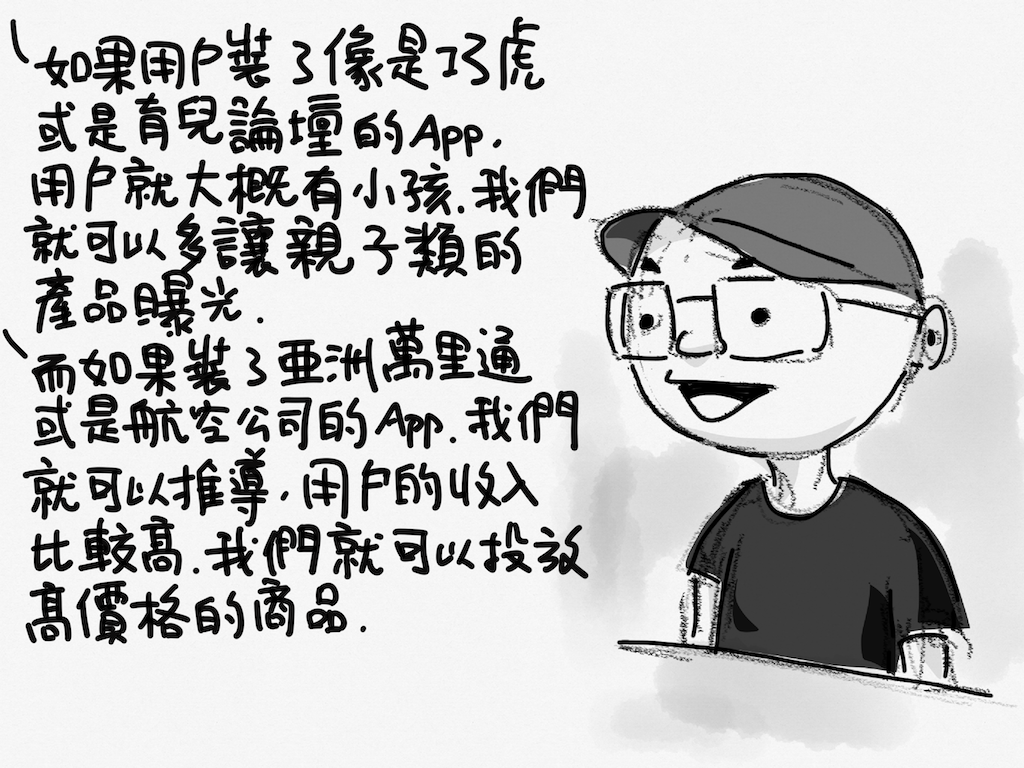 如果用戶裝了像是巧虎
或是育兒論壇的App,
用戶就大概有小孩.我們
就可以多讓親子類的
產品曝光.
而如果裝了亞洲萬里通
或是航空公司的App.我們
就可以推導,用戶的收入
比較高.我們就可以投放
高價格的商品.